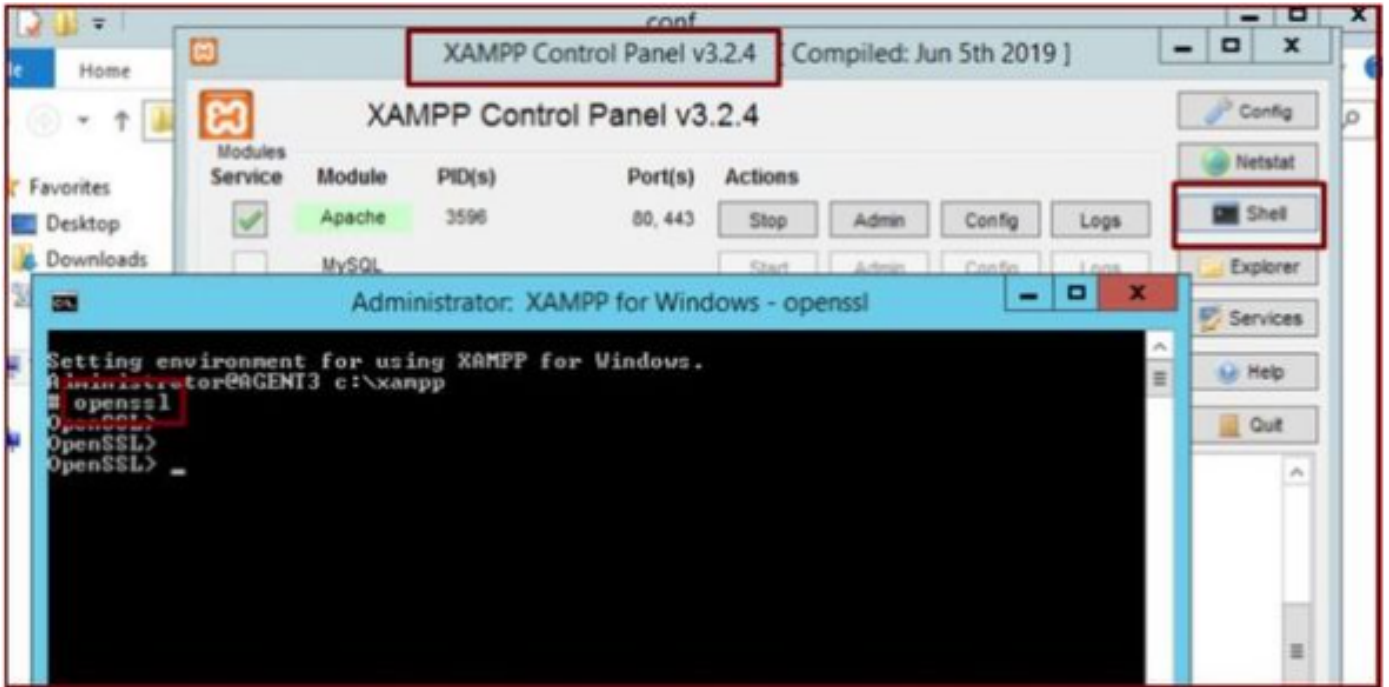 conf
XAMPP Control Panel v3.2.4 [ Compiled: Jun 5th 2019 ]
Home
XAMPP Control Panel v3.2.4
Config
Modules
Netstat
Service Module PID(s) Port(s) Actions
Favorites
Apache 3596 80, 443 Stop Admin Config Logs
Shell
Desktop
MySQL Start Admin Config Logs
Downloads
Explorer
Administrator: XAMPP for Windows - openssl
Services
Setting environment for using XAMPP for Windows.
Administrator@AGENT3 c:\xampp
# openssl
OpenSSL>
OpenSSL>
OpenSSL> _
Help
Quit